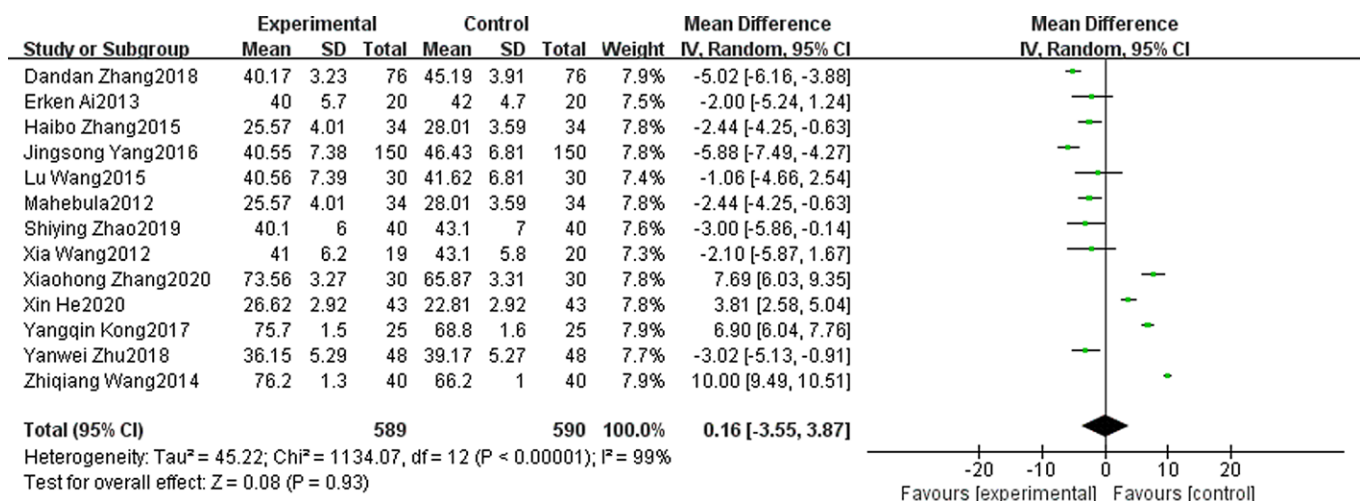 Experimental Control Mean Difference Mean Difference
Study or Subgroup Mean SD Total Mean SD Total Weight IV, Random, 95% CI IV, Random, 95% CI
Dandan Zhang2018 40.17 3.23 76 45.19 3.91 76 7.9% -5.02 [-6.16, -3.88]
Erken Ai2013 40 5.7 20 42 4.7 20 7.5% -2.00 [-5.24, 1.24]
Haibo Zhang2015 25.57 4.01 34 28.01 3.59 34 7.8% -2.44 [-4.25, -0.63]
Jingsong Yang2016 40.55 7.38 150 46.43 6.81 150 7.8% -5.88 [-7.49, -4.27]
Lu Wang2015 40.56 7.39 30 41.62 6.81 30 7.4% -1.06 [-4.66, 2.54]
Mahebula2012 25.57 4.01 34 28.01 3.59 34 7.8% -2.44 [-4.25, -0.63]
Shiying Zhao2019 40.1 6 40 43.1 7 40 7.6% -3.00 [-5.86, -0.14]
Xia Wang2012 41 6.2 19 43.1 5.8 20 7.3% -2.10 [-5.87, 1.67]
Xiaohong Zhang2020 73.56 3.27 30 65.87 3.31 30 7.8% 7.69 [6.03, 9.35]
Xin He2020 26.62 2.92 43 22.81 2.92 43 7.8% 3.81 [2.58, 5.04]
Yangqin Kong2017 75.7 1.5 25 68.8 1.6 25 7.9% 6.90 [6.04, 7.76]
Yanwei Zhu2018 36.15 5.29 48 39.17 5.27 48 7.7% -3.02 [-5.13, -0.91]
Zhiqiang Wang2014 76.2 1.3 40 66.2 1 40 7.9% 10.00 [9.49, 10.51]
Total (95% CI) 589 590 100.0% 0.16 [-3.55, 3.87]
Heterogeneity: Tau² = 45.22; Chi² = 1134.07, df = 12 (P < 0.00001); I² = 99%
Test for overall effect: Z = 0.08 (P = 0.93)
-20 -10 0 10 20
Favours [experimental] Favours [control]